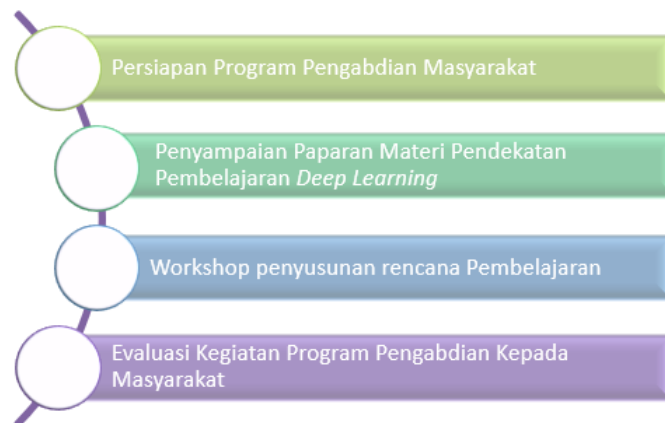 Persiapan Program Pengabdian Masyarakat
Penyampaian Paparan Materi Pendekatan
Pembelajaran Deep Learning
Workshop penyusunan rencana Pembelajaran
Evaluasi Kegiatan Program Pengabdian Kepada
Masyarakat